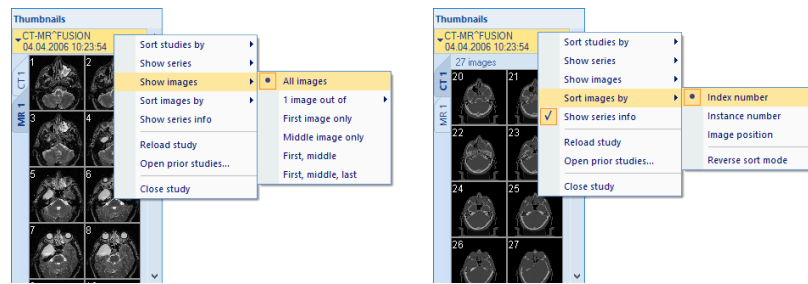 Thumbnails
CT-MR^FUSION
04.04.2006 10:23:54
CT 1
MR 1
1
2
3
4
5
6
7
8
Sort studies by
Show series
Show images
Sort images by
Show series info
Reload study
Open prior studies...
Close study
All images
1 image out of
First image only
Middle image only
First, middle
First, middle, last
Thumbnails
CT-MR^FUSION
04.04.2006 10:23:54
27 images
CT 1
MR 1
20
21
22
23
24
25
26
27
Sort studies by
Show series
Show images
Sort images by
Show series info
Reload study
Open prior studies...
Close study
Index number
Instance number
Image position
Reverse sort mode